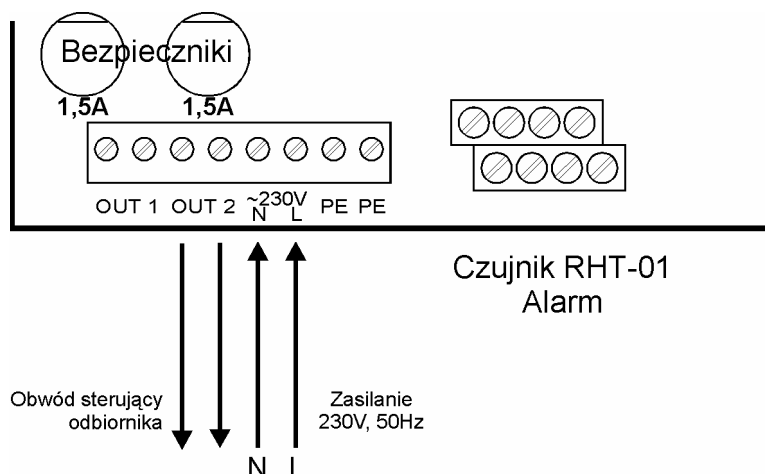 Bezpieczniki
1,5A 1,5A
OUT 1 OUT 2 ~230V PE PE
N L
Czujnik RHT-01
Alarm
Obwód sterujący
odbiornika
Zasilanie
230V, 50Hz
N L